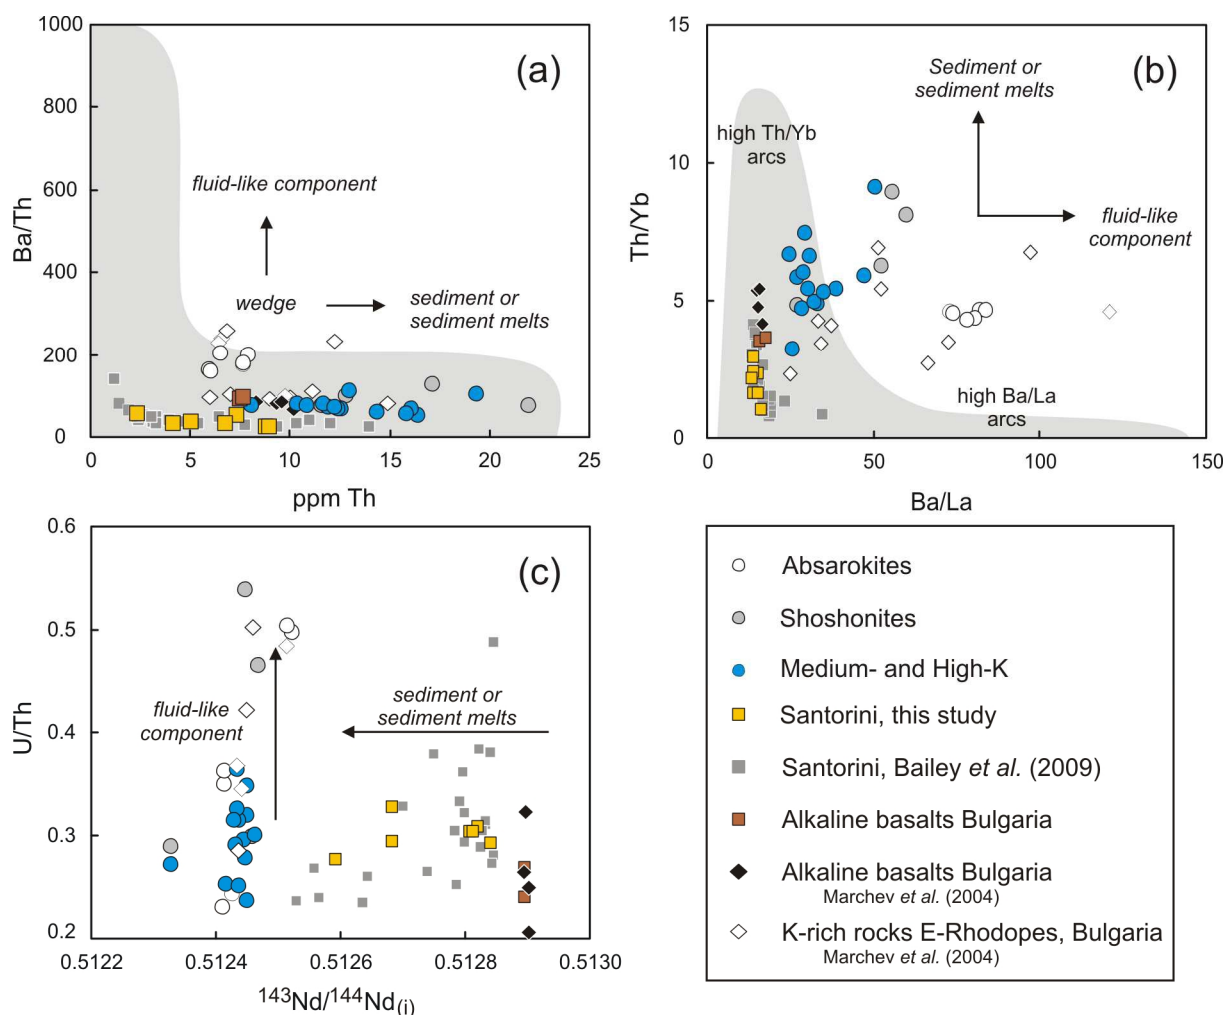 1000
800
600
400
200
0
Ba/Th
(a)
fluid-like component
wedge
sediment or
sediment melts
0 5 10 15 20 25
ppm Th
15
10
5
0
Th/Yb
(b)
Sediment or
sediment melts
high Th/Yb
arcs
fluid-like
component
high Ba/La
arcs
0 50 100 150
Ba/La
0.6
0.5
0.4
0.3
0.2
U/Th
(c)
fluid-like
component
sediment or
sediment melts
0.5122 0.5124 0.5126 0.5128 0.5130
¹⁴³Nd/¹⁴⁴Nd₍ᵢ₎
Absarokites
Shoshonites
Medium- and High-K
Santorini, this study
Santorini, Bailey et al. (2009)
Alkaline basalts Bulgaria
Alkaline basalts Bulgaria
Marchev et al. (2004)
K-rich rocks E-Rhodopes, Bulgaria
Marchev et al. (2004)